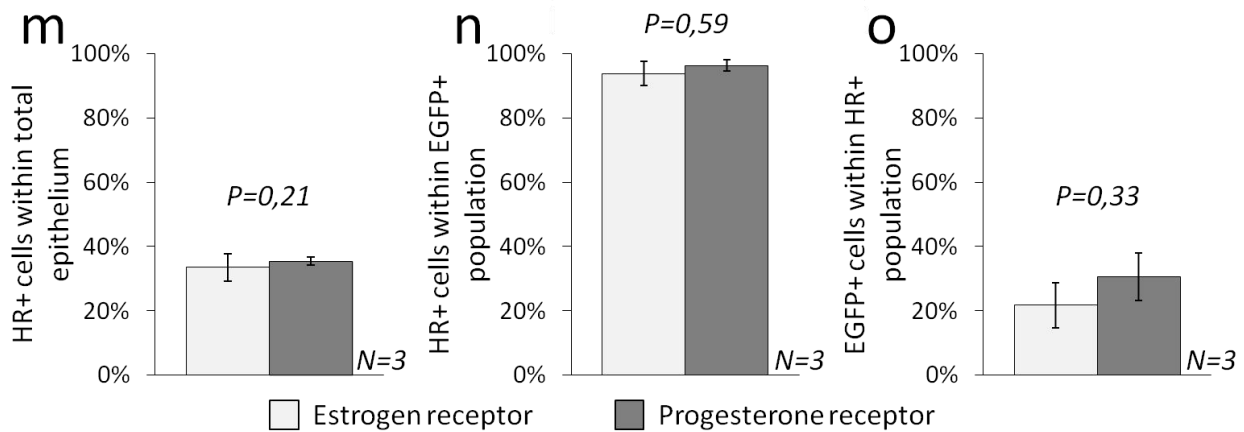 m
HR+ cells within total
epithelium
100%
80%
60%
40%
20%
0%
P=0,21
N=3
n
HR+ cells within EGFP+
population
100%
80%
60%
40%
20%
0%
P=0,59
N=3
o
EGFP+ cells within HR+
population
100%
80%
60%
40%
20%
0%
P=0,33
N=3
Estrogen receptor
Progesterone receptor